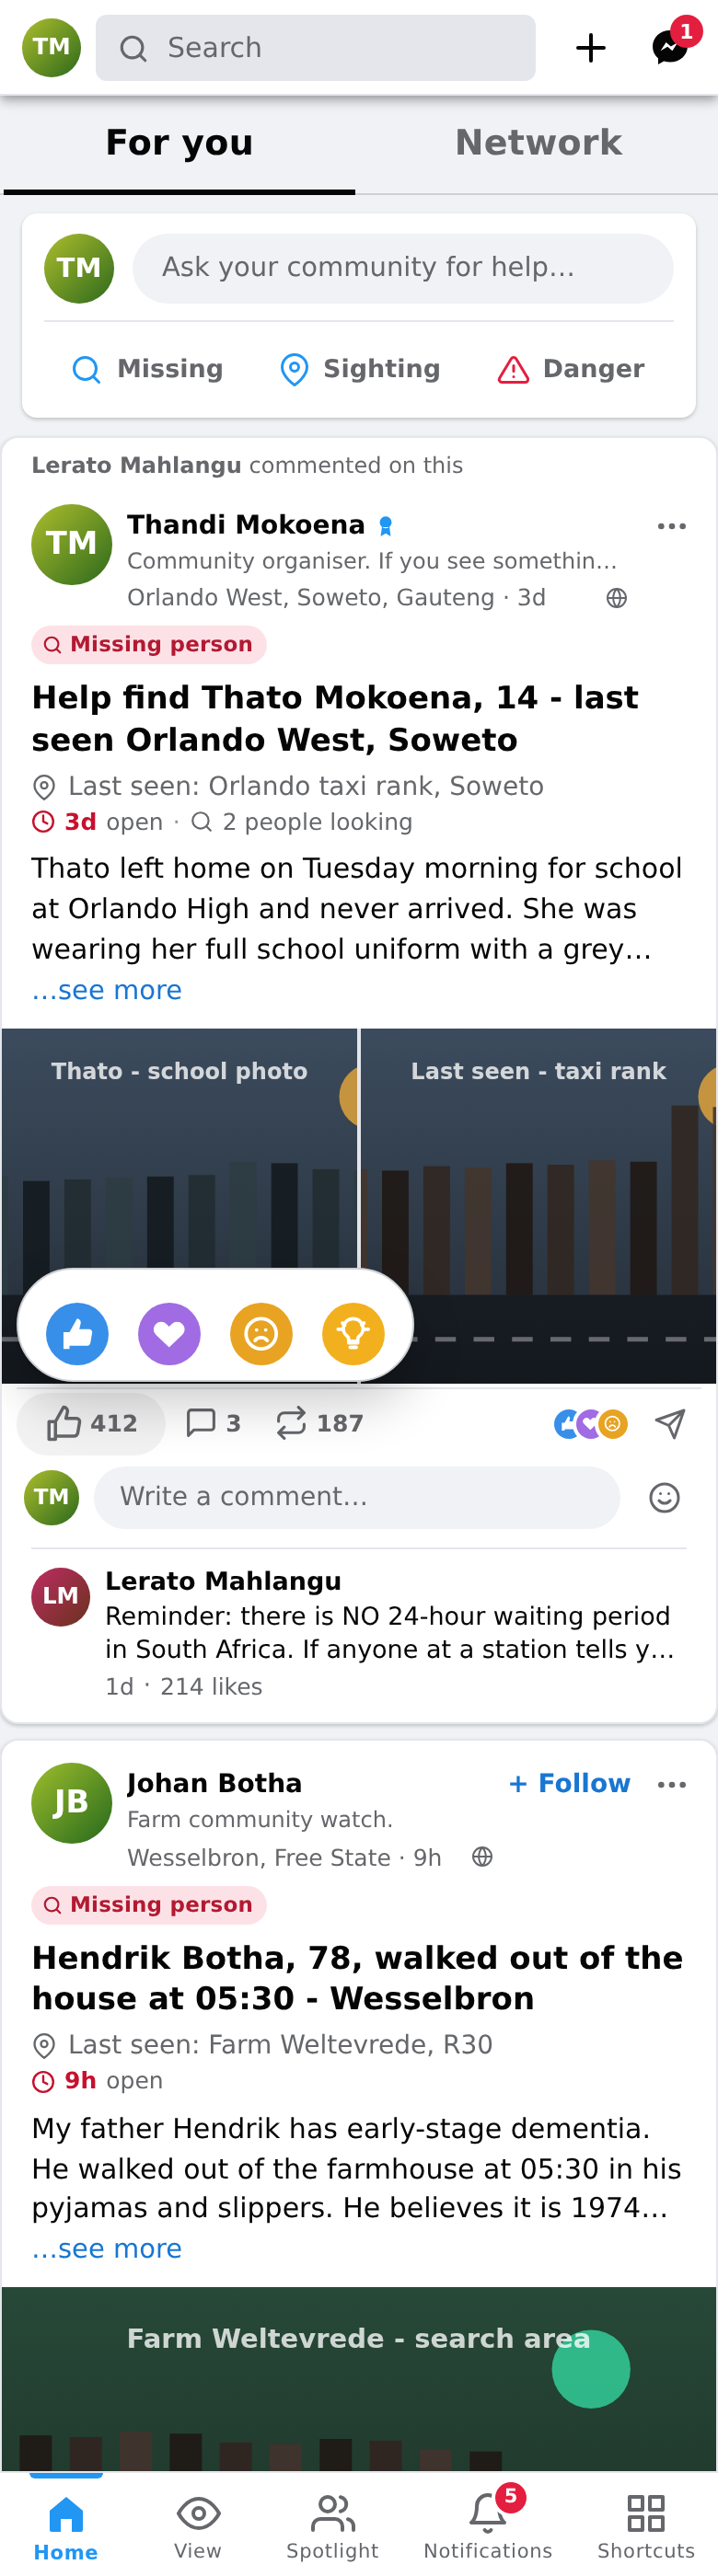 TM
Search
1
For you
Network
TM
Ask your community for help...
Missing
Sighting
Danger
Lerato Mahlangu commented on this
TM
Thandi Mokoena
Community organiser. If you see somethin...
Orlando West, Soweto, Gauteng · 3d
Missing person
Help find Thato Mokoena, 14 - last
seen Orlando West, Soweto
Last seen: Orlando taxi rank, Soweto
3d open · 2 people looking
Thato left home on Tuesday morning for school
at Orlando High and never arrived. She was
wearing her full school uniform with a grey...
...see more
Thato - school photo
Last seen - taxi rank
412
3
187
TM
Write a comment...
LM
Lerato Mahlangu
Reminder: there is NO 24-hour waiting period
in South Africa. If anyone at a station tells y...
1d · 214 likes
JB
Johan Botha
+ Follow
Farm community watch.
Wesselbron, Free State · 9h
Missing person
Hendrik Botha, 78, walked out of the
house at 05:30 - Wesselbron
Last seen: Farm Weltevrede, R30
9h open
My father Hendrik has early-stage dementia.
He walked out of the farmhouse at 05:30 in his
pyjamas and slippers. He believes it is 1974...
...see more
Farm Weltevrede - search area
Home
View
Spotlight
5
Notifications
Shortcuts